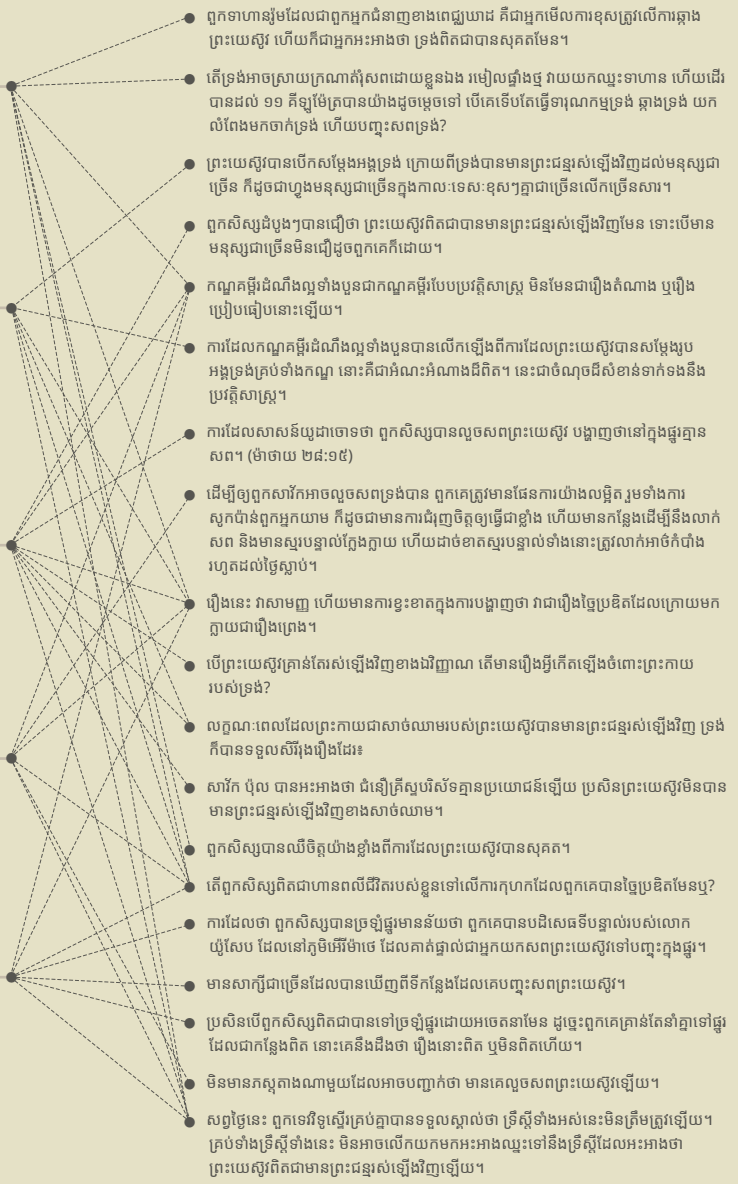 ពួកទាហានរ៉ូមដែលជាពួកអ្នកជំនាញខាងពេជ្ឈឃាដ គឺជាអ្នកមើលការខុសត្រូវលើការឆ្កាង
ព្រះយេស៊ូវ ហើយក៏ជាអ្នកអះអាងថា ទ្រង់ពិតជាបានសុគតមែន។
តើទ្រង់អាចស្រាយក្រណាត់រុំសពដោយខ្លួនឯង រមៀលផ្ទាំងថ្ម វាយយកឈ្នះទាហាន ហើយដើរ
បានដល់ ១១ គីឡូម៉ែត្របានយ៉ាងដូចម្តេចទៅ បើគេទើបតែធ្វើទារុណកម្មទ្រង់ ឆ្កាងទ្រង់ យក
លំពែងមកចាក់ទ្រង់ ហើយបញ្ចុះសពទ្រង់?
ព្រះយេស៊ូវបានបើកសម្តែងអង្គទ្រង់ ក្រោយពីទ្រង់បានមានព្រះជន្មរស់ឡើងវិញដល់មនុស្សជា
ច្រើន ក៏ដូចជាហ្វូងមនុស្សជាច្រើនក្នុងកាលៈទេសៈខុសៗគ្នាជាច្រើនលើកច្រើនសារ។
ពួកសិស្សដំបូងៗបានជឿថា ព្រះយេស៊ូវពិតជាបានមានព្រះជន្មរស់ឡើងវិញមែន ទោះបើមាន
មនុស្សជាច្រើនមិនជឿដូចពួកគេក៏ដោយ។
កណ្ឌគម្ពីរដំណឹងល្អទាំងបួនជាកណ្ឌគម្ពីរបែបប្រវត្តិសាស្ត្រ មិនមែនជារឿងតំណាង ឬរឿង
ប្រៀបធៀបនោះឡើយ។
ការដែលកណ្ឌគម្ពីរដំណឹងល្អទាំងបួនបានលើកឡើងពីការដែលព្រះយេស៊ូវបានសម្តែងរូប
អង្គទ្រង់គ្រប់ទាំងកណ្ឌ នោះគឺជាអំណះអំណាងដ៏ពិត។ នេះជាចំណុចដ៏សំខាន់ទាក់ទងនឹង
ប្រវត្តិសាស្ត្រ។
ការដែលសាសន៍យូដាចោទថា ពួកសិស្សបានលួចសពព្រះយេស៊ូវ បង្ហាញថានៅក្នុងផ្នូរគ្មាន
សព។ (ម៉ាថាយ ២៨:១៥)
ដើម្បីឲ្យពួកសាវ័កអាចលួចសពទ្រង់បាន ពួកគេត្រូវមានផែនការយ៉ាងលម្អិត រួមទាំងការ
សូកប៉ាន់ពួកអ្នកយាម ក៏ដូចជាមានការជំរុញចិត្តឲ្យធ្វើជាខ្លាំង ហើយមានកន្លែងដើម្បីនឹងលាក់
សព និងមានស្មរបន្ទាល់ក្លែងក្លាយ ហើយដាច់ខាតស្មរបន្ទាល់ទាំងនោះត្រូវលាក់អាថ៌កំបាំង
រហូតដល់ថ្ងៃស្លាប់។
រឿងនេះ វាសាមញ្ញ ហើយមានការខ្វះខាតក្នុងការបង្ហាញថា វាជារឿងច្នៃប្រឌិតដែលក្រោយមក
ក្លាយជារឿងព្រេង។
បើព្រះយេស៊ូវគ្រាន់តែរស់ឡើងវិញខាងឯវិញ្ញាណ តើមានរឿងអ្វីកើតឡើងចំពោះព្រះកាយ
របស់ទ្រង់?
លក្ខណៈពេលដែលព្រះកាយជាសាច់ឈាមរបស់ព្រះយេស៊ូវបានមានព្រះជន្មរស់ឡើងវិញ ទ្រង់
ក៏បានទទួលសិរីរុងរឿងដែរ៖
សាវ័ក ប៉ុល បានអះអាងថា ជំនឿគ្រីស្ទបរិស័ទគ្មានប្រយោជន៍ឡើយ ប្រសិនព្រះយេស៊ូវមិនបាន
មានព្រះជន្មរស់ឡើងវិញខាងសាច់ឈាម។
ពួកសិស្សបានឈឺចិត្តយ៉ាងខ្លាំងពីការដែលព្រះយេស៊ូវបានសុគត។
តើពួកសិស្សពិតជាហានពលីជីវិតរបស់ខ្លួនទៅលើការកុហកដែលពួកគេបានច្នៃប្រឌិតមែនឬ?
ការដែលថា ពួកសិស្សបានច្រឡំផ្នូរមានន័យថា ពួកគេបានបដិសេធទីបន្ទាល់របស់លោក
យ៉ូសែប ដែលនៅភូមិអើរីម៉ាថេ ដែលគាត់ផ្ទាល់ជាអ្នកយកសពព្រះយេស៊ូវទៅបញ្ចុះក្នុងផ្នូរ។
មានសាក្សីជាច្រើនដែលបានឃើញពីទីកន្លែងដែលគេបញ្ចុះសពព្រះយេស៊ូវ។
ប្រសិនបើពួកសិស្សពិតជាបានទៅច្រឡំផ្នូរដោយអចេតនាមែន ដូច្នេះពួកគេគ្រាន់តែនាំគ្នាទៅផ្នូរ
ដែលជាកន្លែងពិត នោះគេនឹងដឹងថា រឿងនោះពិត ឬមិនពិតហើយ។
មិនមានភស្តុតាងណាមួយដែលអាចបញ្ជាក់ថា មានគេលួចសពព្រះយេស៊ូវឡើយ។
សព្វថ្ងៃនេះ ពួកទេវវិទូស្ទើរគ្រប់គ្នាបានទទួលស្គាល់ថា ទ្រឹស្តីទាំងអស់នេះមិនត្រឹមត្រូវឡើយ។
គ្រប់ទាំងទ្រឹស្តីទាំងនេះ មិនអាចលើកយកមកអះអាងឈ្នះទៅនឹងទ្រឹស្តីដែលអះអាងថា
ព្រះយេស៊ូវពិតជាមានព្រះជន្មរស់ឡើងវិញឡើយ។